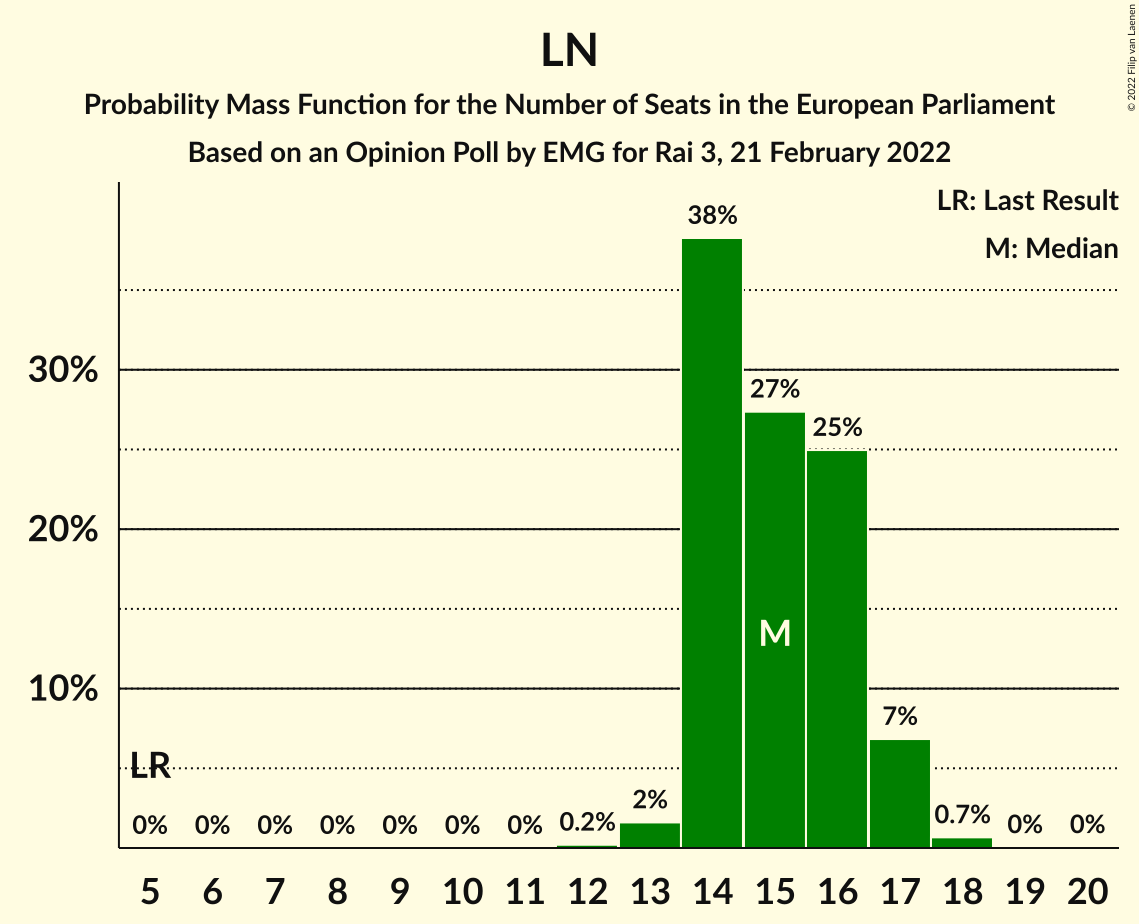 LN
Probability Mass Function for the Number of Seats in the European Parliament
Based on an Opinion Poll by EMG for Rai 3, 21 February 2022
© 2022 Filip van Laenen
LR: Last Result
M: Median
38%
30%
27%
25%
20%
M
10%
7%
LR
0% 0% 0% 0% 0% 0% 0% 0.2% 2% 0.7% 0% 0%
5 6 7 8 9 10 11 12 13 14 15 16 17 18 19 20